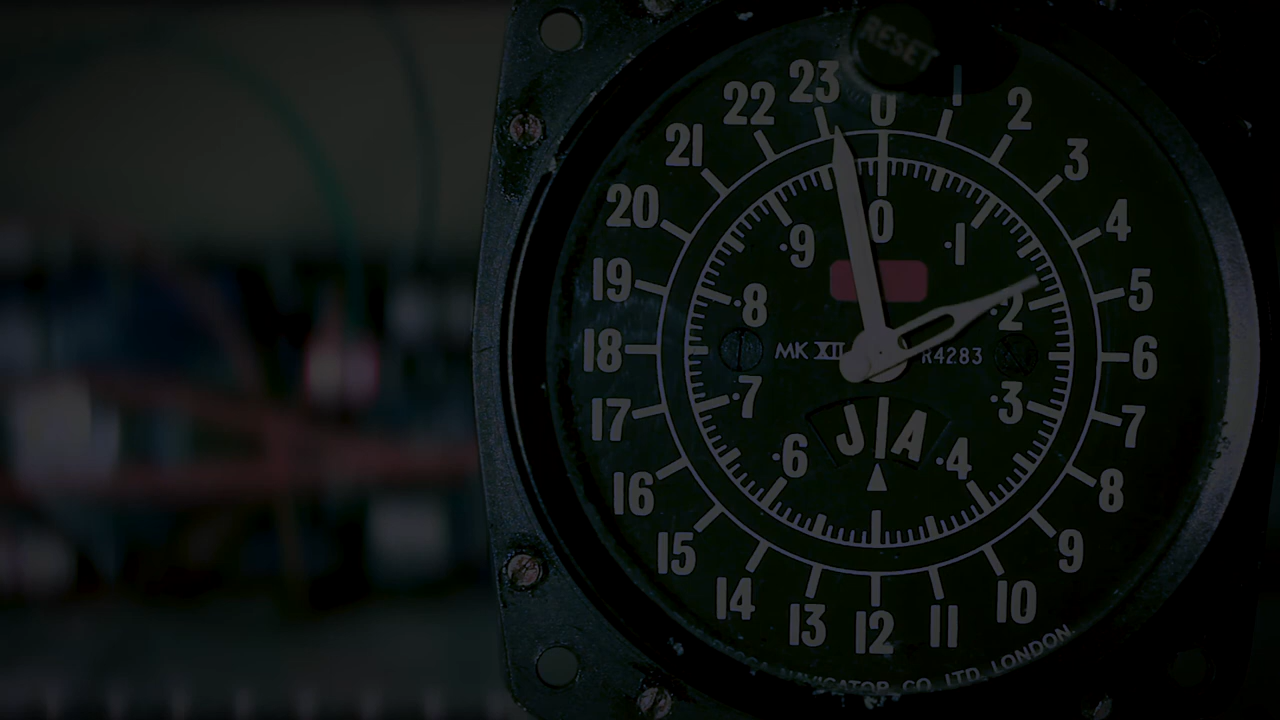 RESET
23 0 1
22 2
21 3
20 4
19 5
18 6
17 7
16 8
15 9
14 10
13 12 11
0
.9 .1
.8 .2
MK XII R4283
.7 .3
J A
.6 .4
NAVIGATOR CO LTD. LONDON.